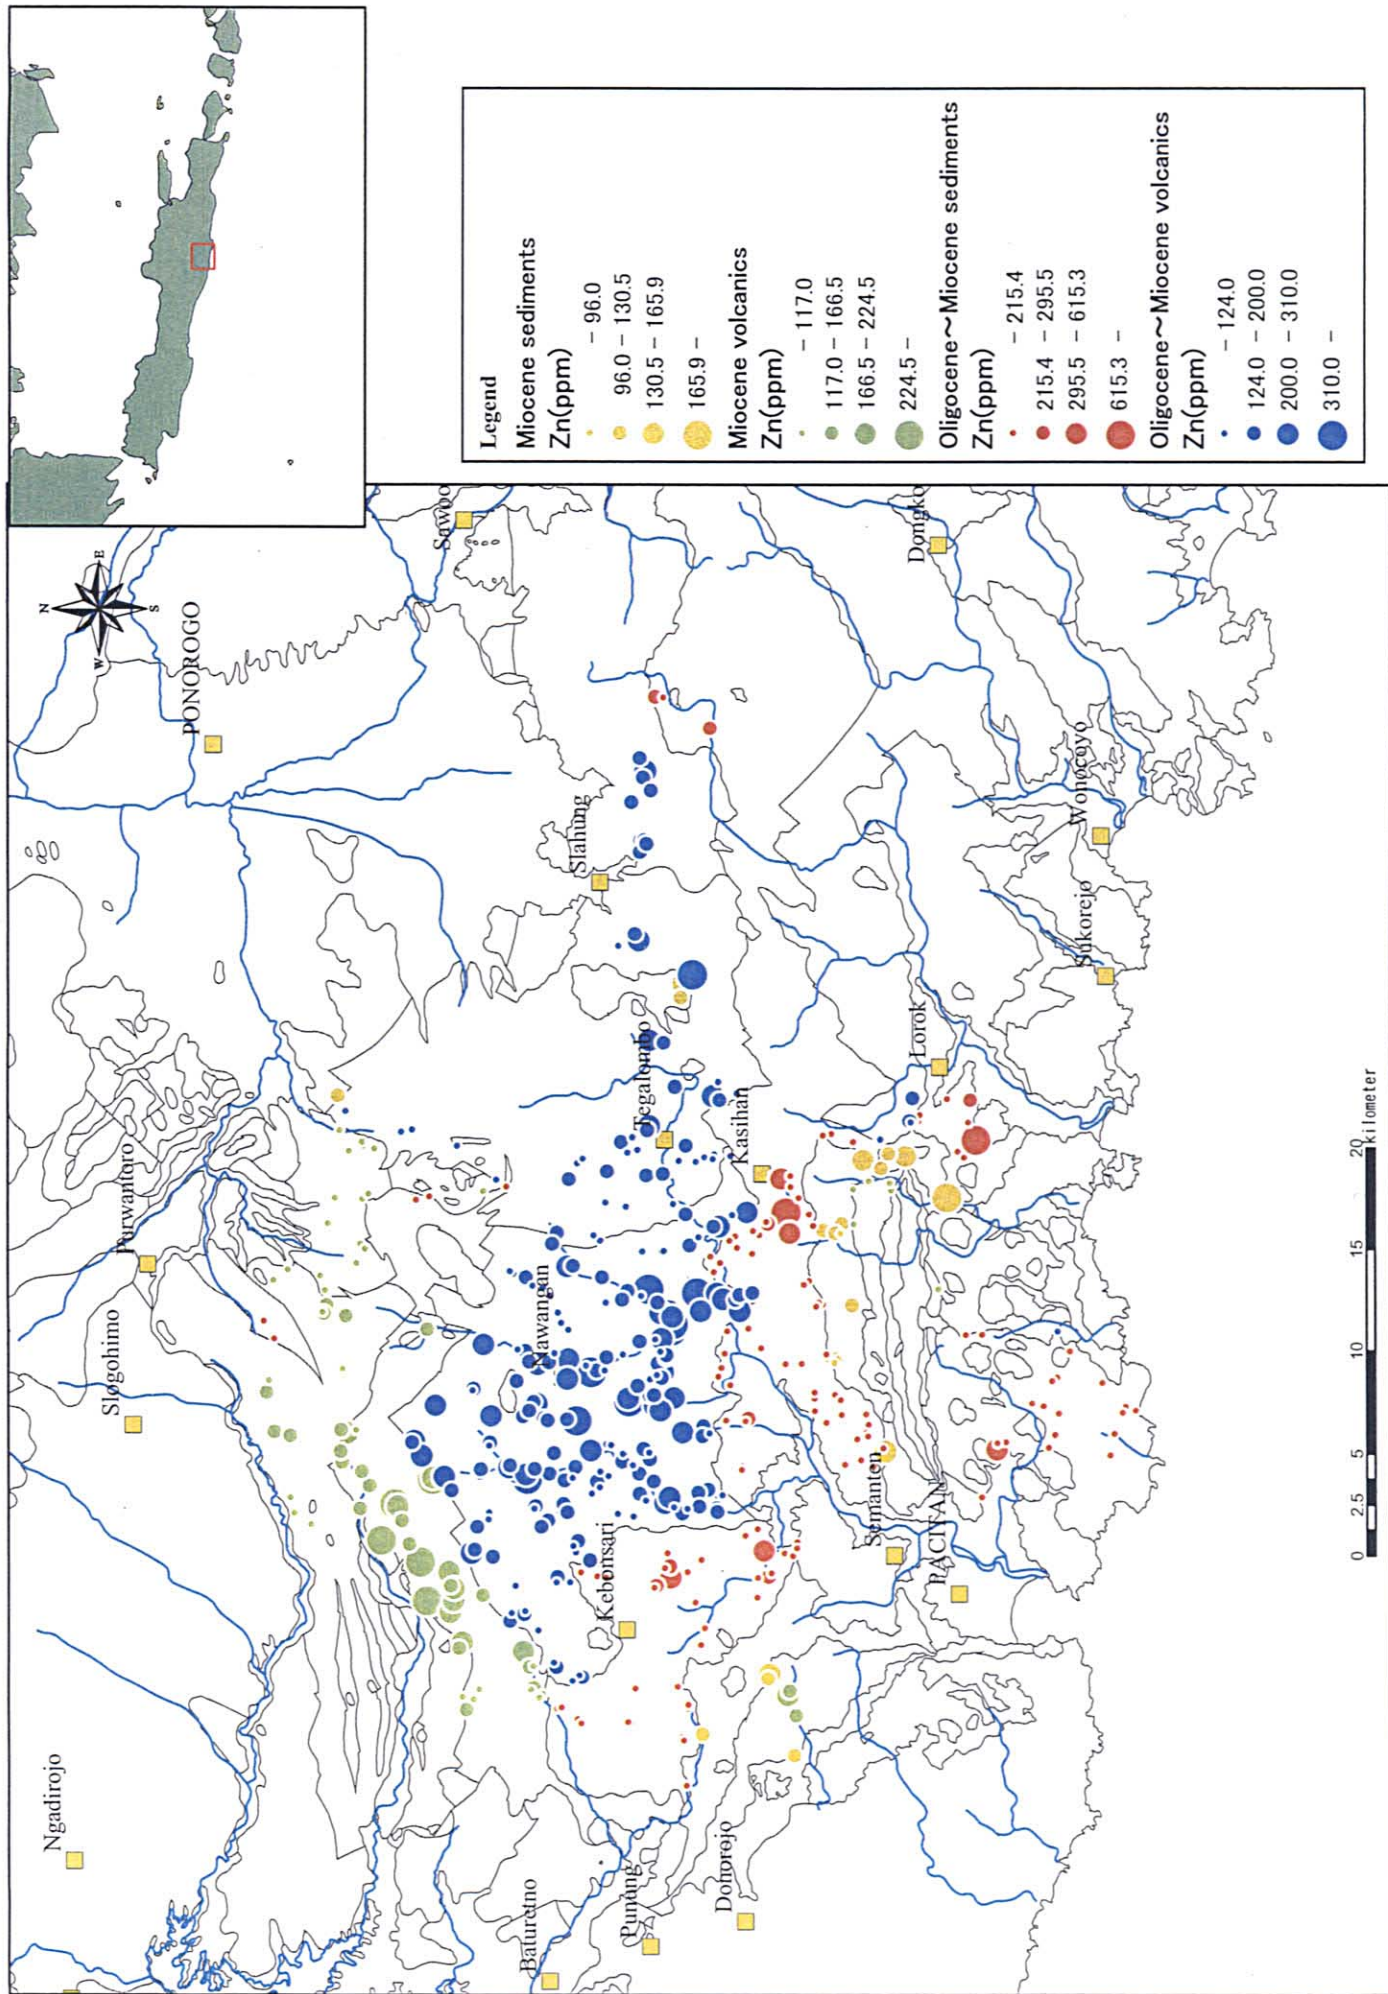 N
W
E
S
PONOROGO
Sawoo
Purwantoro
Slogohimo
Ngadirojo
Slahung
Tegalombo
Kasihan
Nawangan
Kebonsari
Baturetno
Punung
Donorojo
Dongko
Wonocoyo
Sukorejo
Lorok
Semanten
PACITAN
0 2.5 5 10 15 20
kilometer
Legend
Miocene sediments
Zn(ppm)
– 96.0
96.0 – 130.5
130.5 – 165.9
165.9 –
Miocene volcanics
Zn(ppm)
– 117.0
117.0 – 166.5
166.5 – 224.5
224.5 –
Oligocene~Miocene sediments
Zn(ppm)
– 215.4
215.4 – 295.5
295.5 – 615.3
615.3 –
Oligocene~Miocene volcanics
Zn(ppm)
– 124.0
124.0 – 200.0
200.0 – 310.0
310.0 –